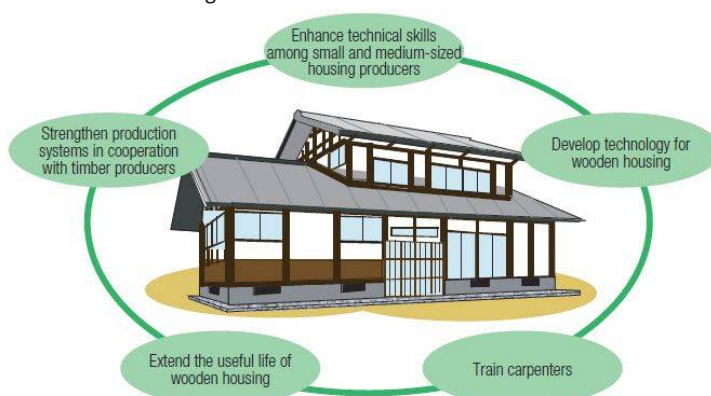 Enhance technical skills
among small and medium-sized
housing producers
Strengthen production
systems in cooperation
with timber producers
Develop technology for
wooden housing
Extend the useful life of
wooden housing
Train carpenters